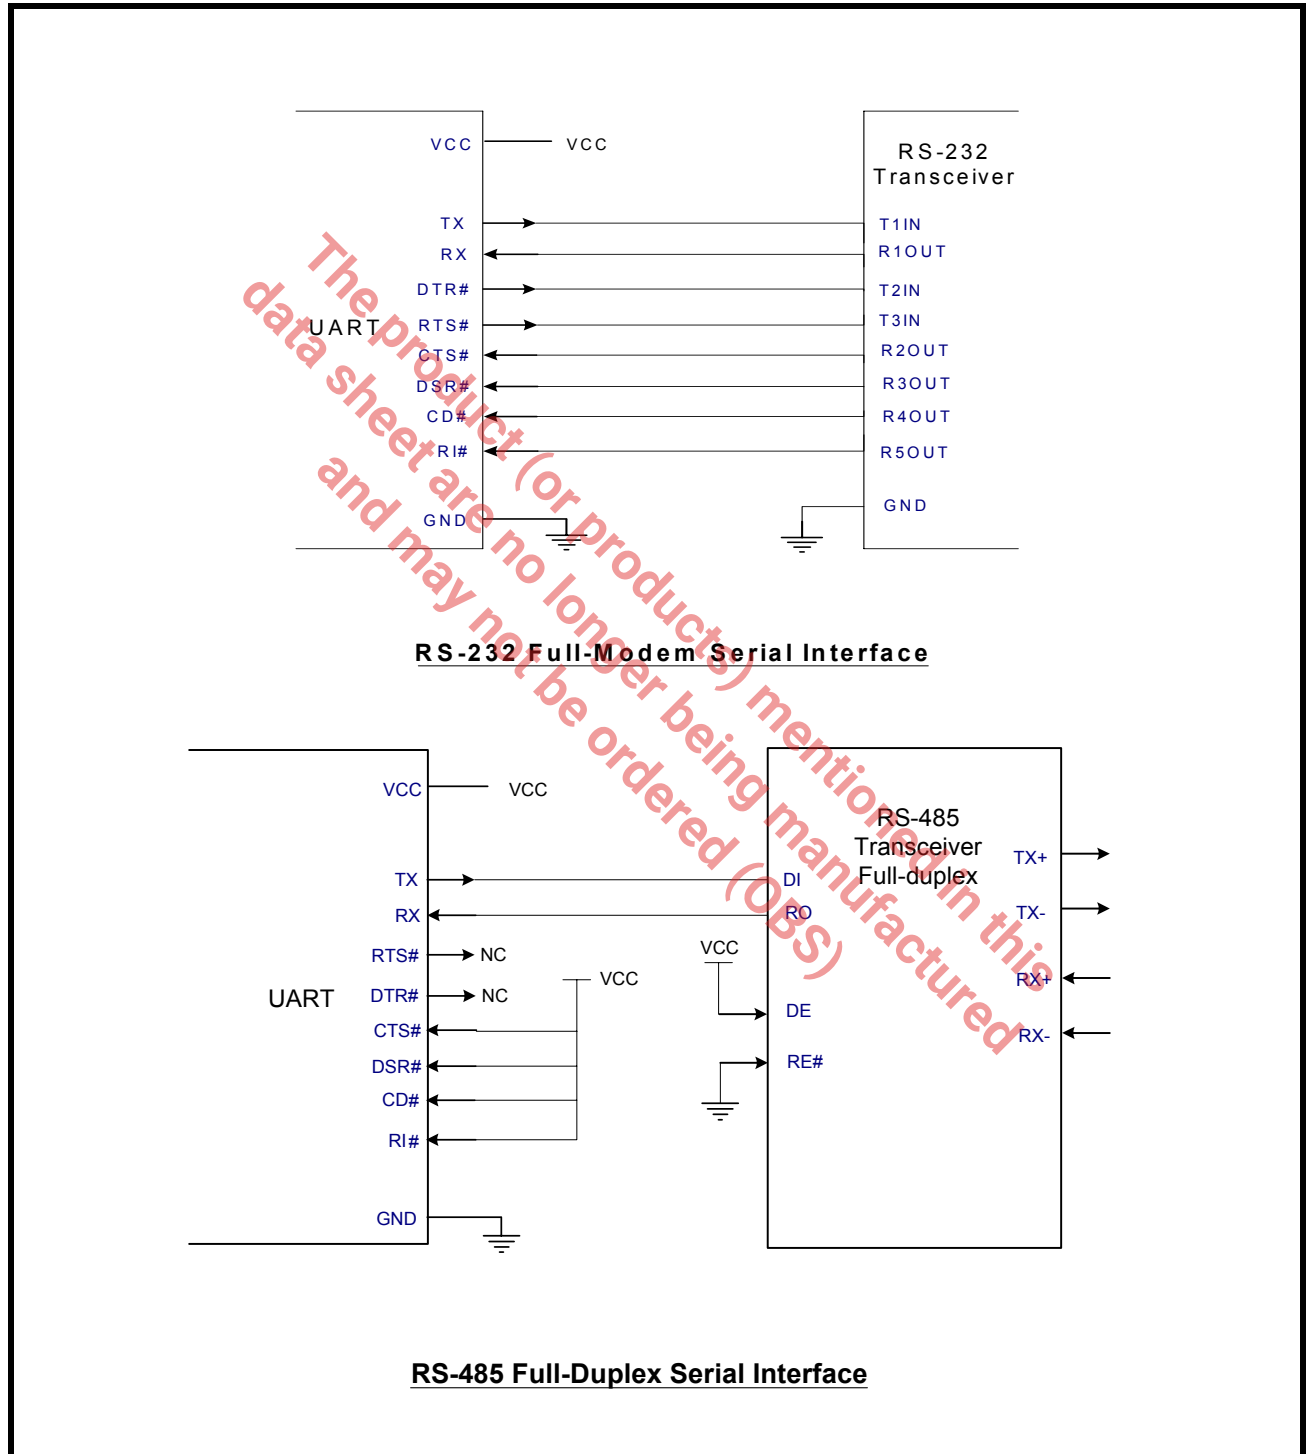 VCC
VCC
RS-232
Transceiver
TX
T1IN
RX
R1OUT
DTR#
T2IN
UART
RTS#
T3IN
CTS#
R2OUT
DSR#
R3OUT
CD#
R4OUT
RI#
R5OUT
GND
GND
The product (or products) mentioned in this
data sheet are no longer being manufactured
and may not be ordered (OBS)
RS-232 Full-Modem Serial Interface
VCC
VCC
RS-485
Transceiver
Full-duplex
TX+
TX
DI
RX
RO
TX-
RTS#
NC
VCC
VCC
RX+
UART
DTR#
NC
DE
CTS#
RX-
DSR#
RE#
CD#
RI#
GND
RS-485 Full-Duplex Serial Interface